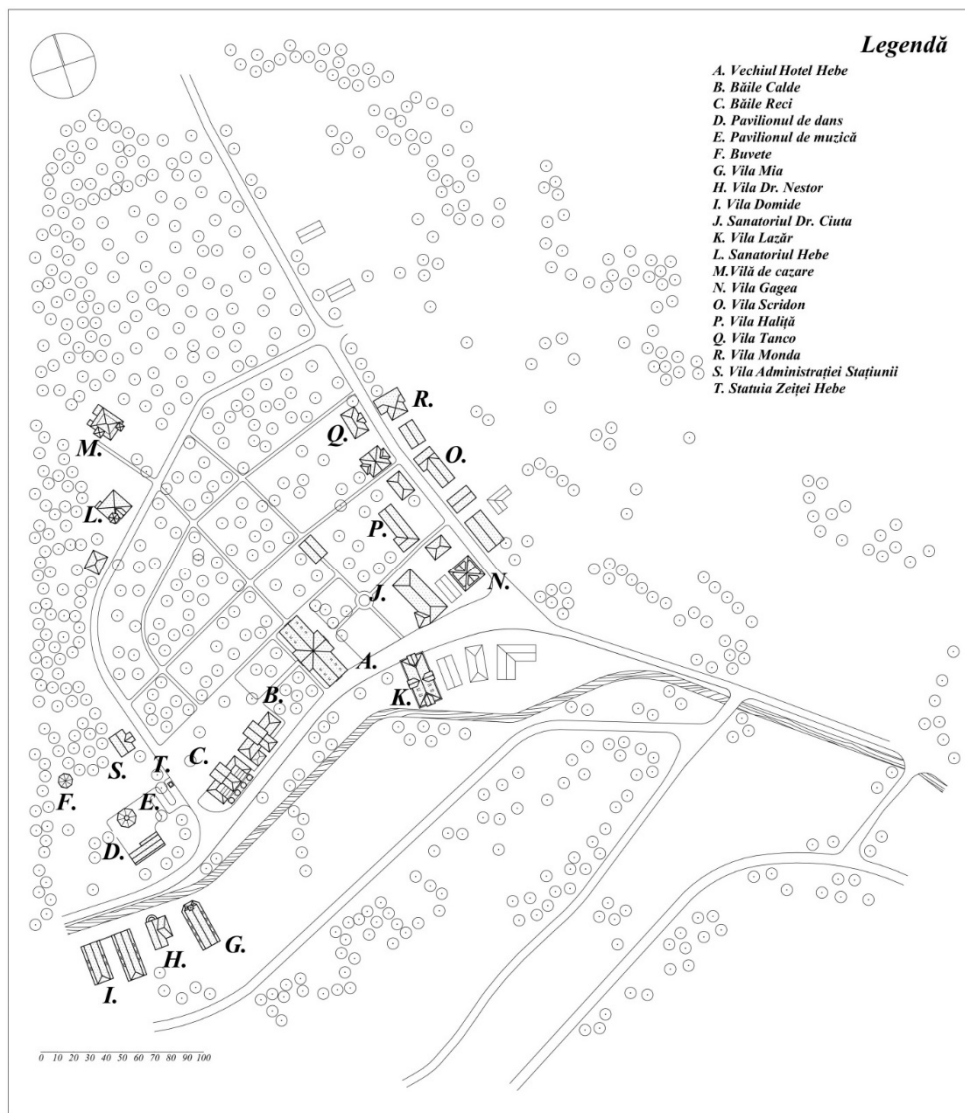 Legendă
A. Vechiul Hotel Hebe
B. Băile Calde
C. Băile Reci
D. Pavilionul de dans
E. Pavilionul de muzică
F. Buvete
G. Vila Mia
H. Vila Dr. Nestor
I. Vila Domide
J. Sanatoriul Dr. Ciuta
K. Vila Lazăr
L. Sanatoriul Hebe
M.Vilă de cazare
N. Vila Gagea
O. Vila Scridon
P. Vila Haliță
Q. Vila Tanco
R. Vila Monda
S. Vila Administrației Stațiunii
T. Statuia Zeiței Hebe
R.
Q.
M.
O.
L.
P.
J.
N.
A.
K.
B.
C.
S.
T.
F.
E.
D.
G.
H.
I.
0 10 20 30 40 50 60 70 80 90 100